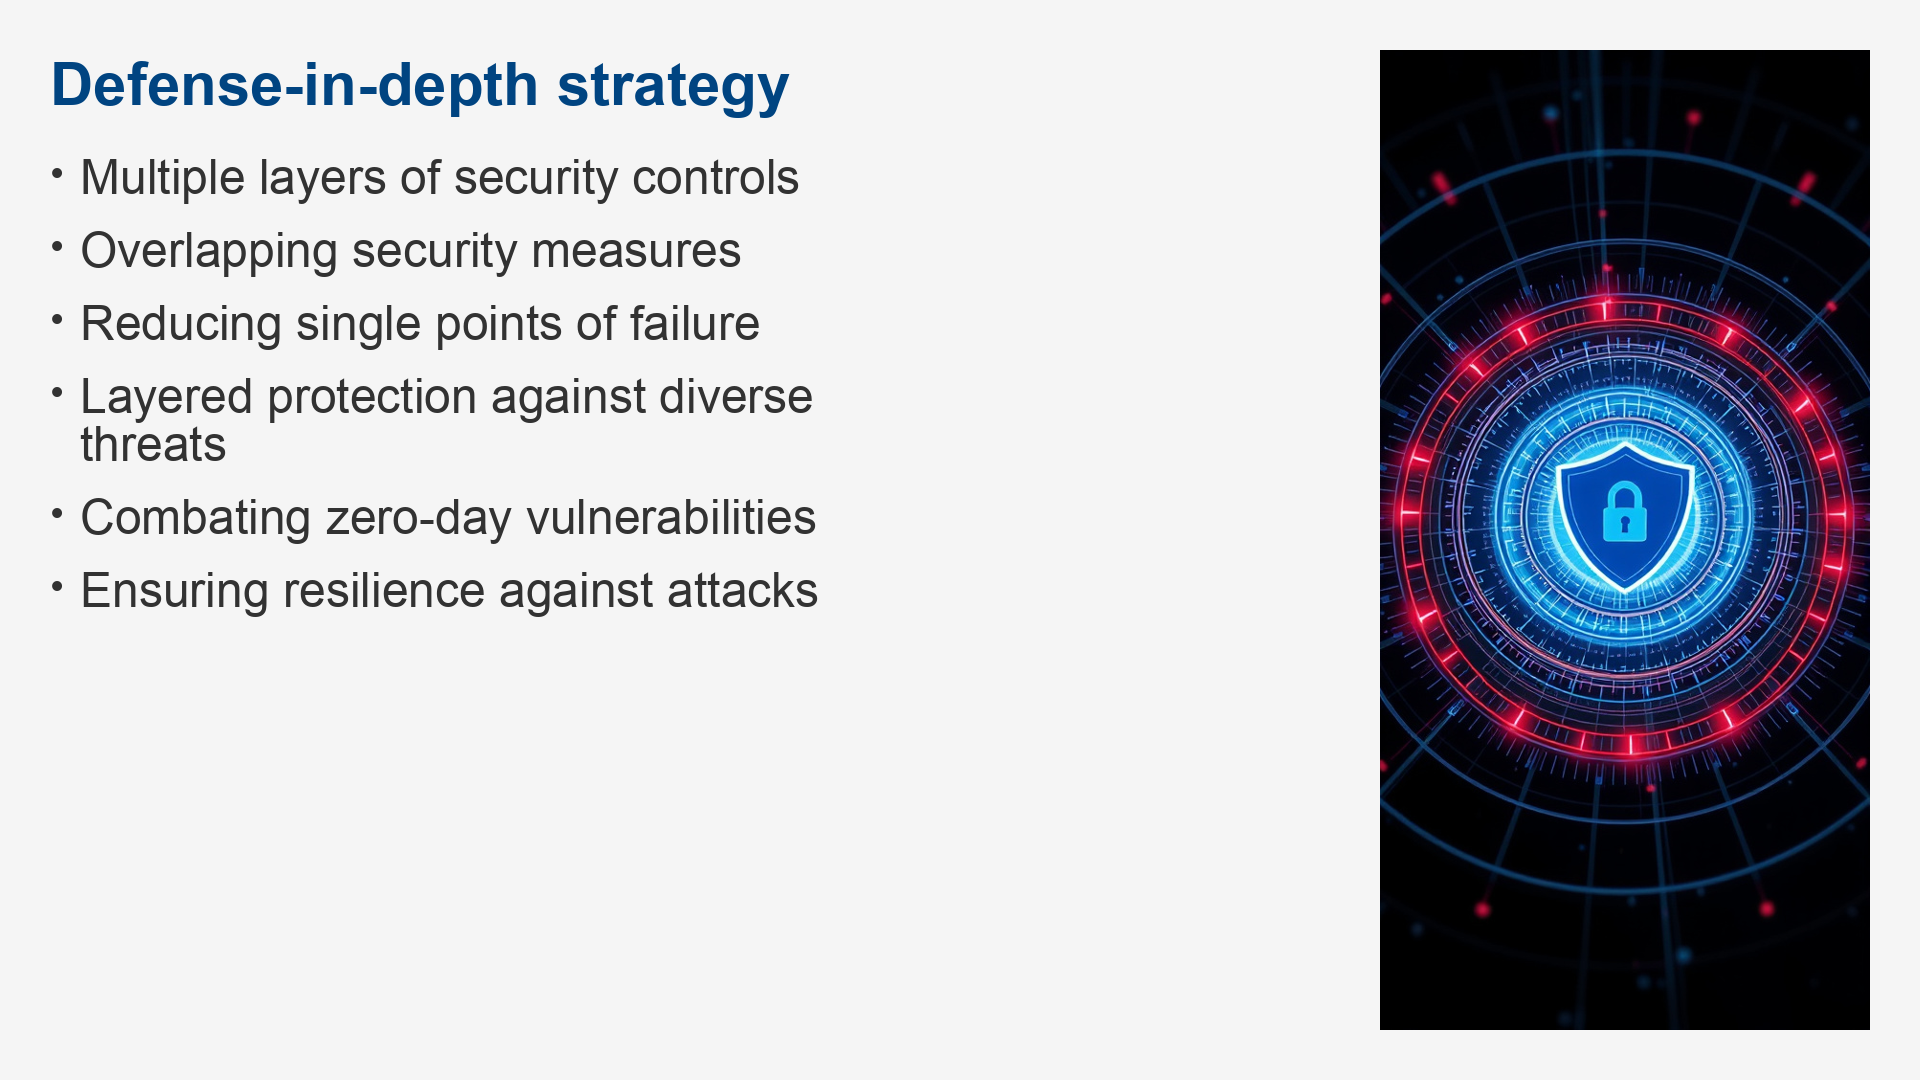 Defense-in-depth strategy
• Multiple layers of security controls
• Overlapping security measures
• Reducing single points of failure
• Layered protection against diverse
threats
• Combating zero-day vulnerabilities
• Ensuring resilience against attacks